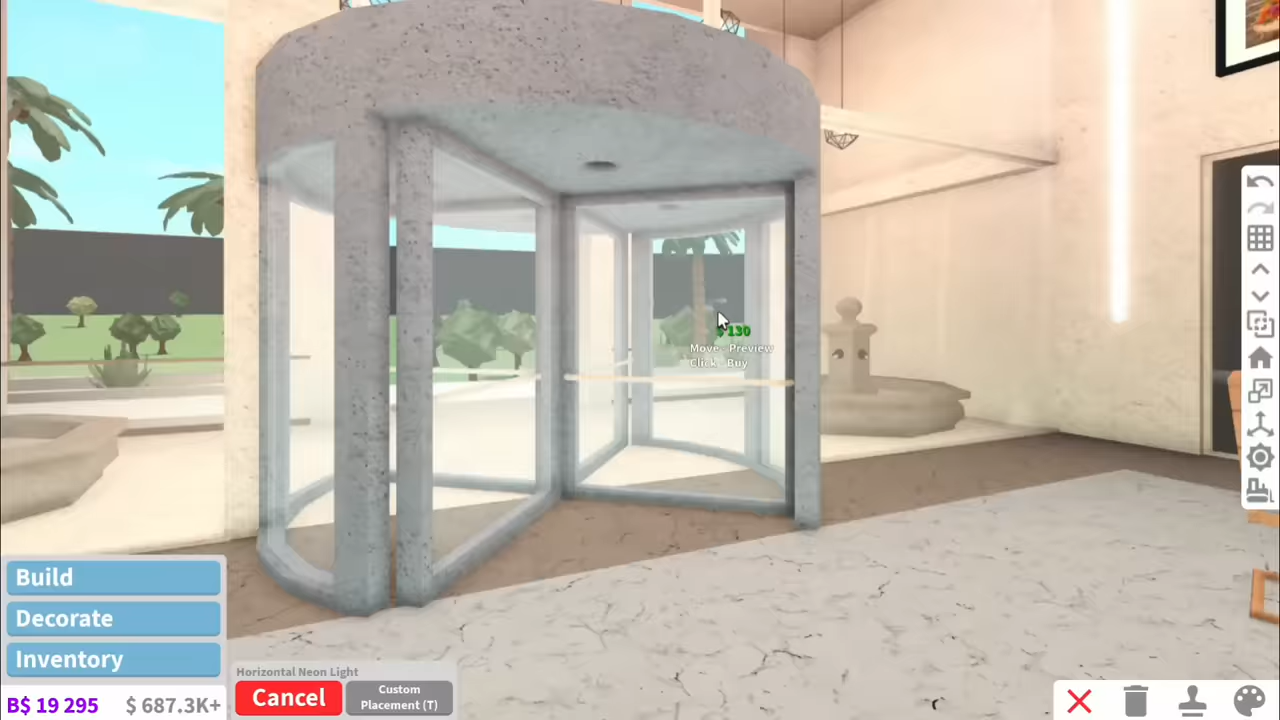 $ 130
Move - Preview
Click - Buy
Build
Decorate
Inventory
B$ 19 295 $ 687.3K+
Horizontal Neon Light
Cancel
Custom
Placement (T)